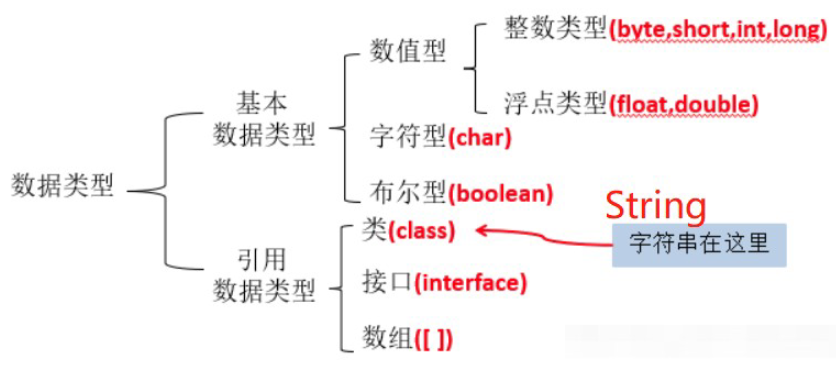 整数类型(byte,short,int,long)
数值型
基本
数据类型
浮点类型(float,double)
字符型(char)
数据类型
布尔型(boolean)
String
类(class)
字符串在这里
引用
数据类型
接口(interface)
数组([ ])